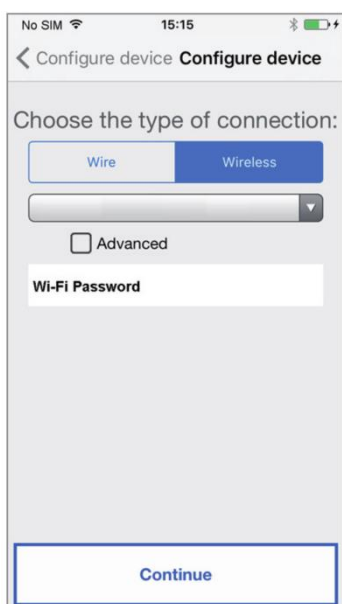 No SIM 15:15
Configure device Configure device
Choose the type of connection:
Wire Wireless
Advanced
Wi-Fi Password
Continue